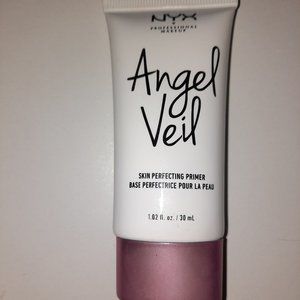 NYX
PROFESSIONAL
MAKEUP
Angel
Veil
SKIN PERFECTING PRIMER
BASE PERFECTRICE POUR LA PEAU
1.02 fl. oz. / 30 mL